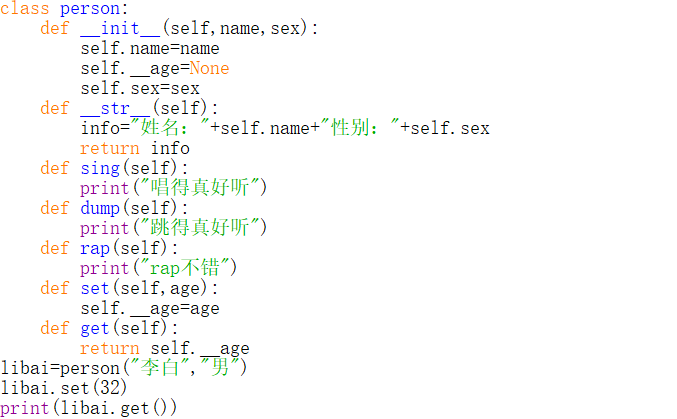 class person:
    def __init__(self,name,sex):
        self.name=name
        self.__age=None
        self.sex=sex
    def __str__(self):
        info="姓名："+self.name+"性别："+self.sex
        return info
    def sing(self):
        print("唱得真好听")
    def dump(self):
        print("跳得真好听")
    def rap(self):
        print("rap不错")
    def set(self,age):
        self.__age=age
    def get(self):
        return self.__age
libai=person("李白","男")
libai.set(32)
print(libai.get())